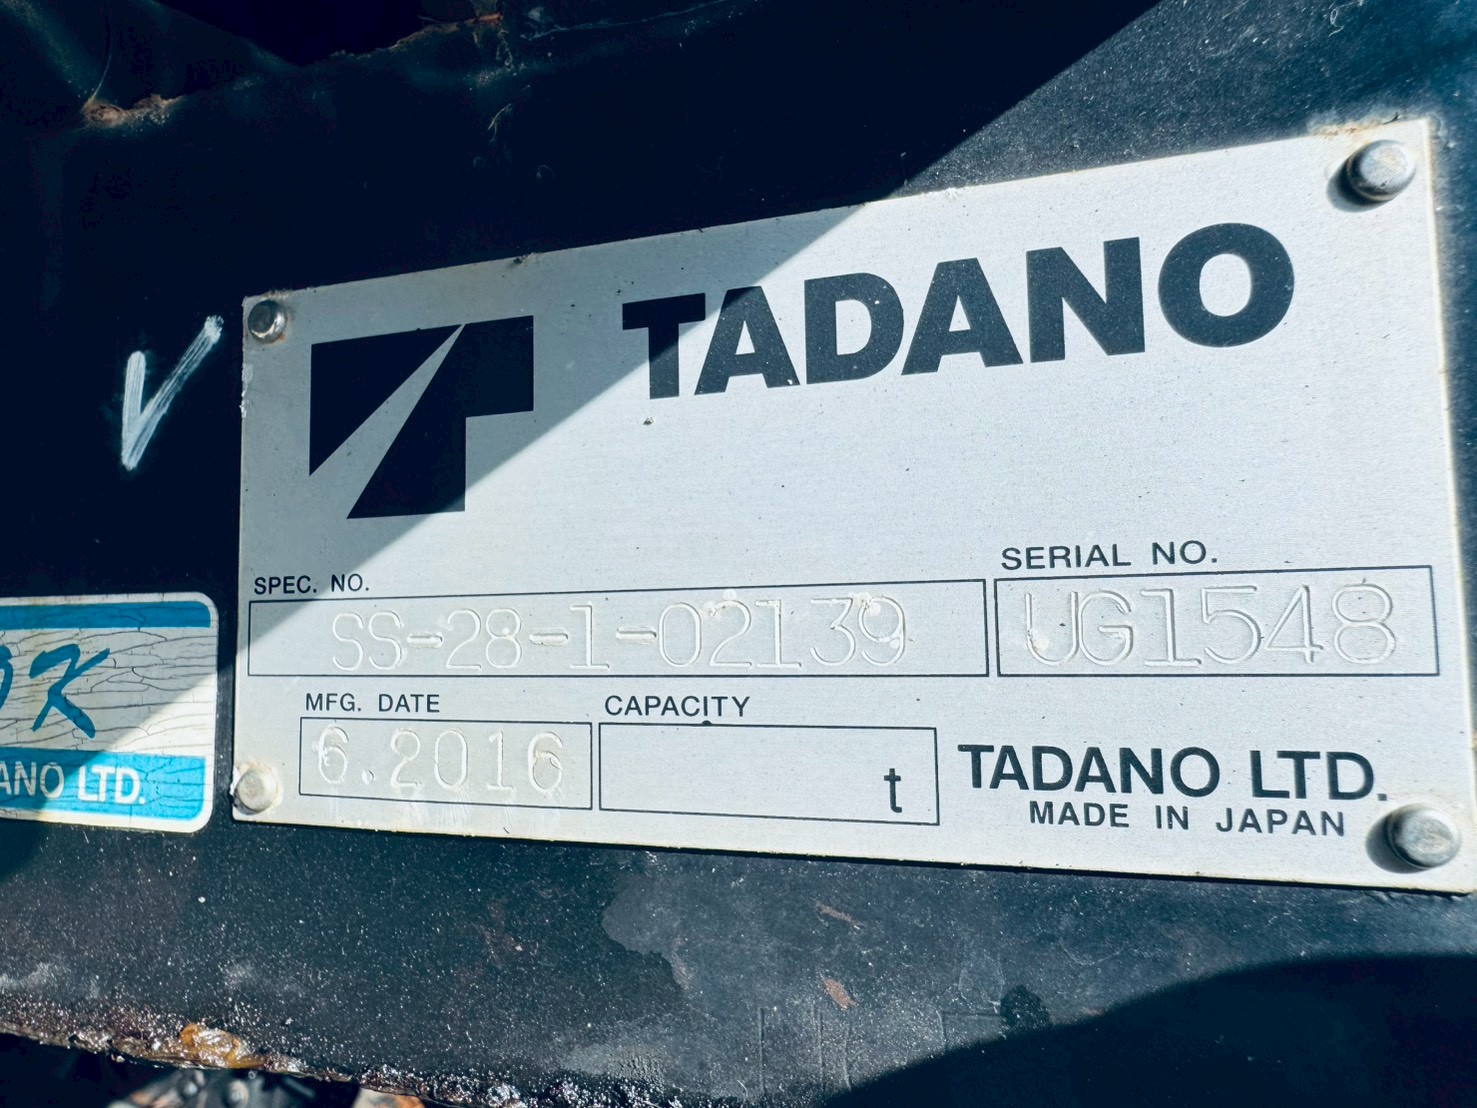 TADANO
SPEC. NO.
SERIAL NO.
SS-28-1-02139
UG1548
MFG. DATE
CAPACITY
6.2016
t
TADANO LTD.
MADE IN JAPAN
OK
ANO LTD.